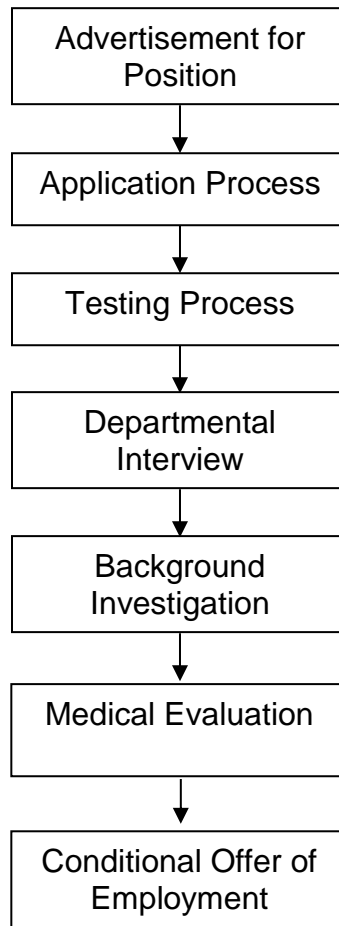 Advertisement for
Position
Application Process
Testing Process
Departmental
Interview
Background
Investigation
Medical Evaluation
Conditional Offer of
Employment